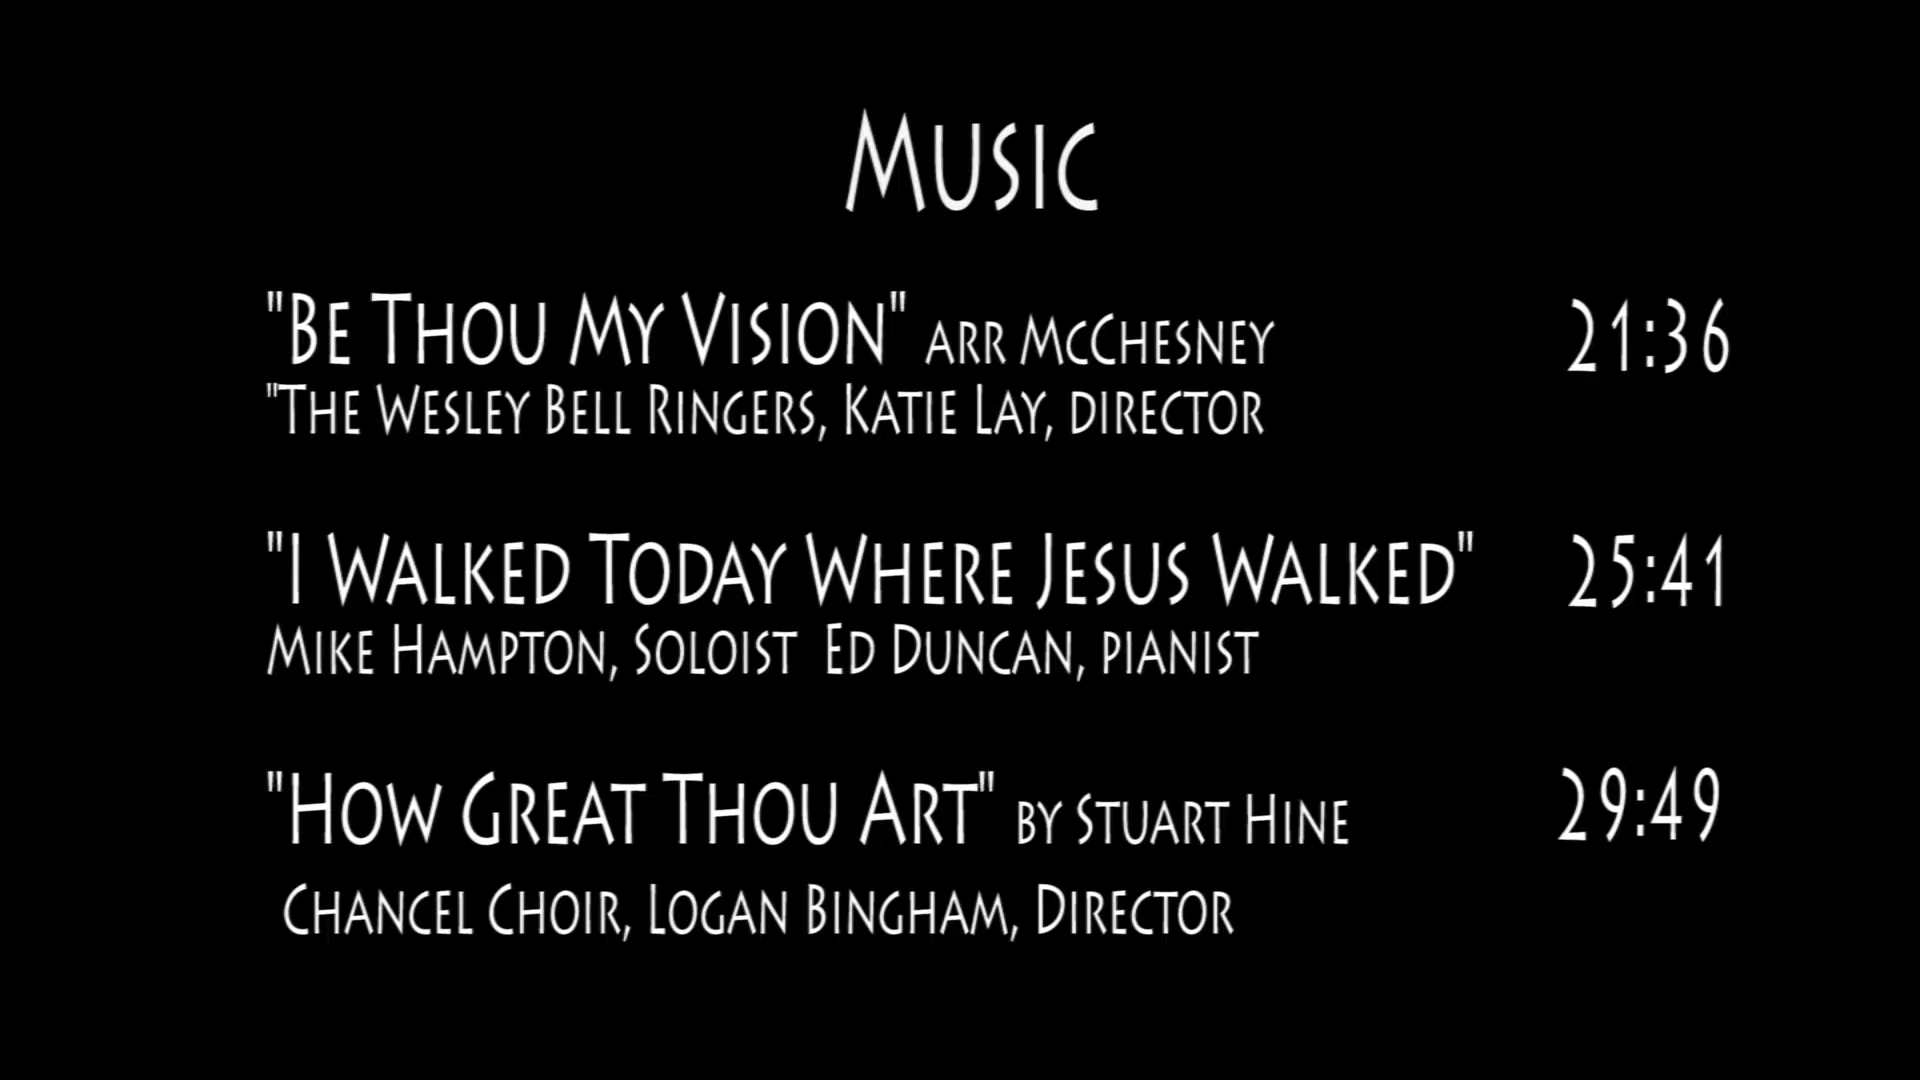 Music
"Be Thou My Vision" arr McChesney 21:36
"The Wesley Bell Ringers, Katie Lay, director
"I Walked Today Where Jesus Walked" 25:41
Mike Hampton, Soloist Ed Duncan, pianist
"How Great Thou Art" by Stuart Hine 29:49
Chancel Choir, Logan Bingham, Director